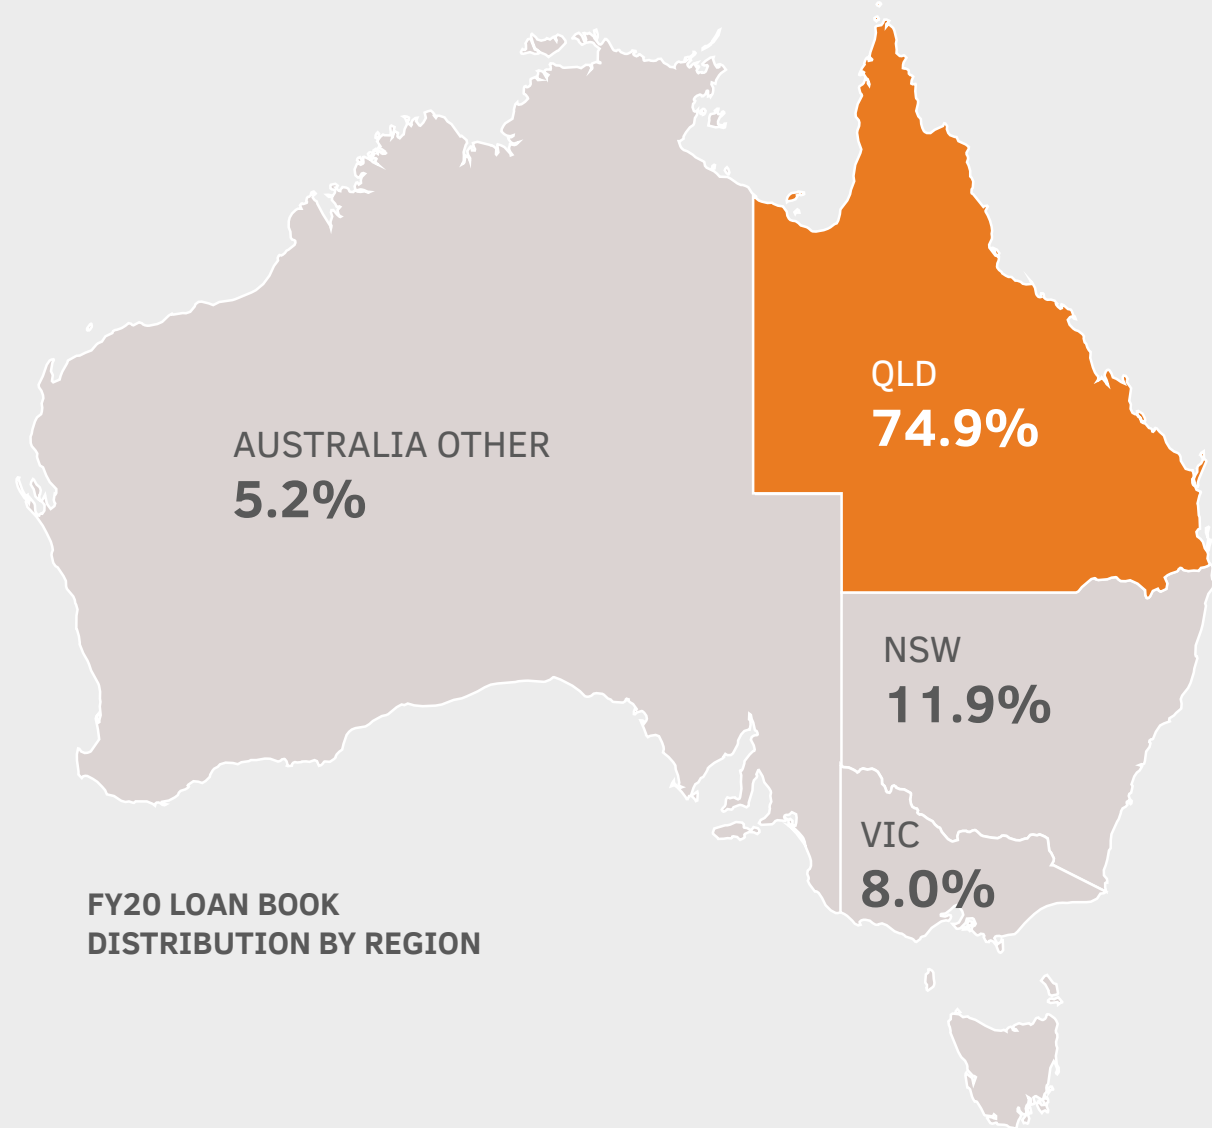 QLD
74.9%
AUSTRALIA OTHER
5.2%
NSW
11.9%
VIC
8.0%
FY20 LOAN BOOK
DISTRIBUTION BY REGION